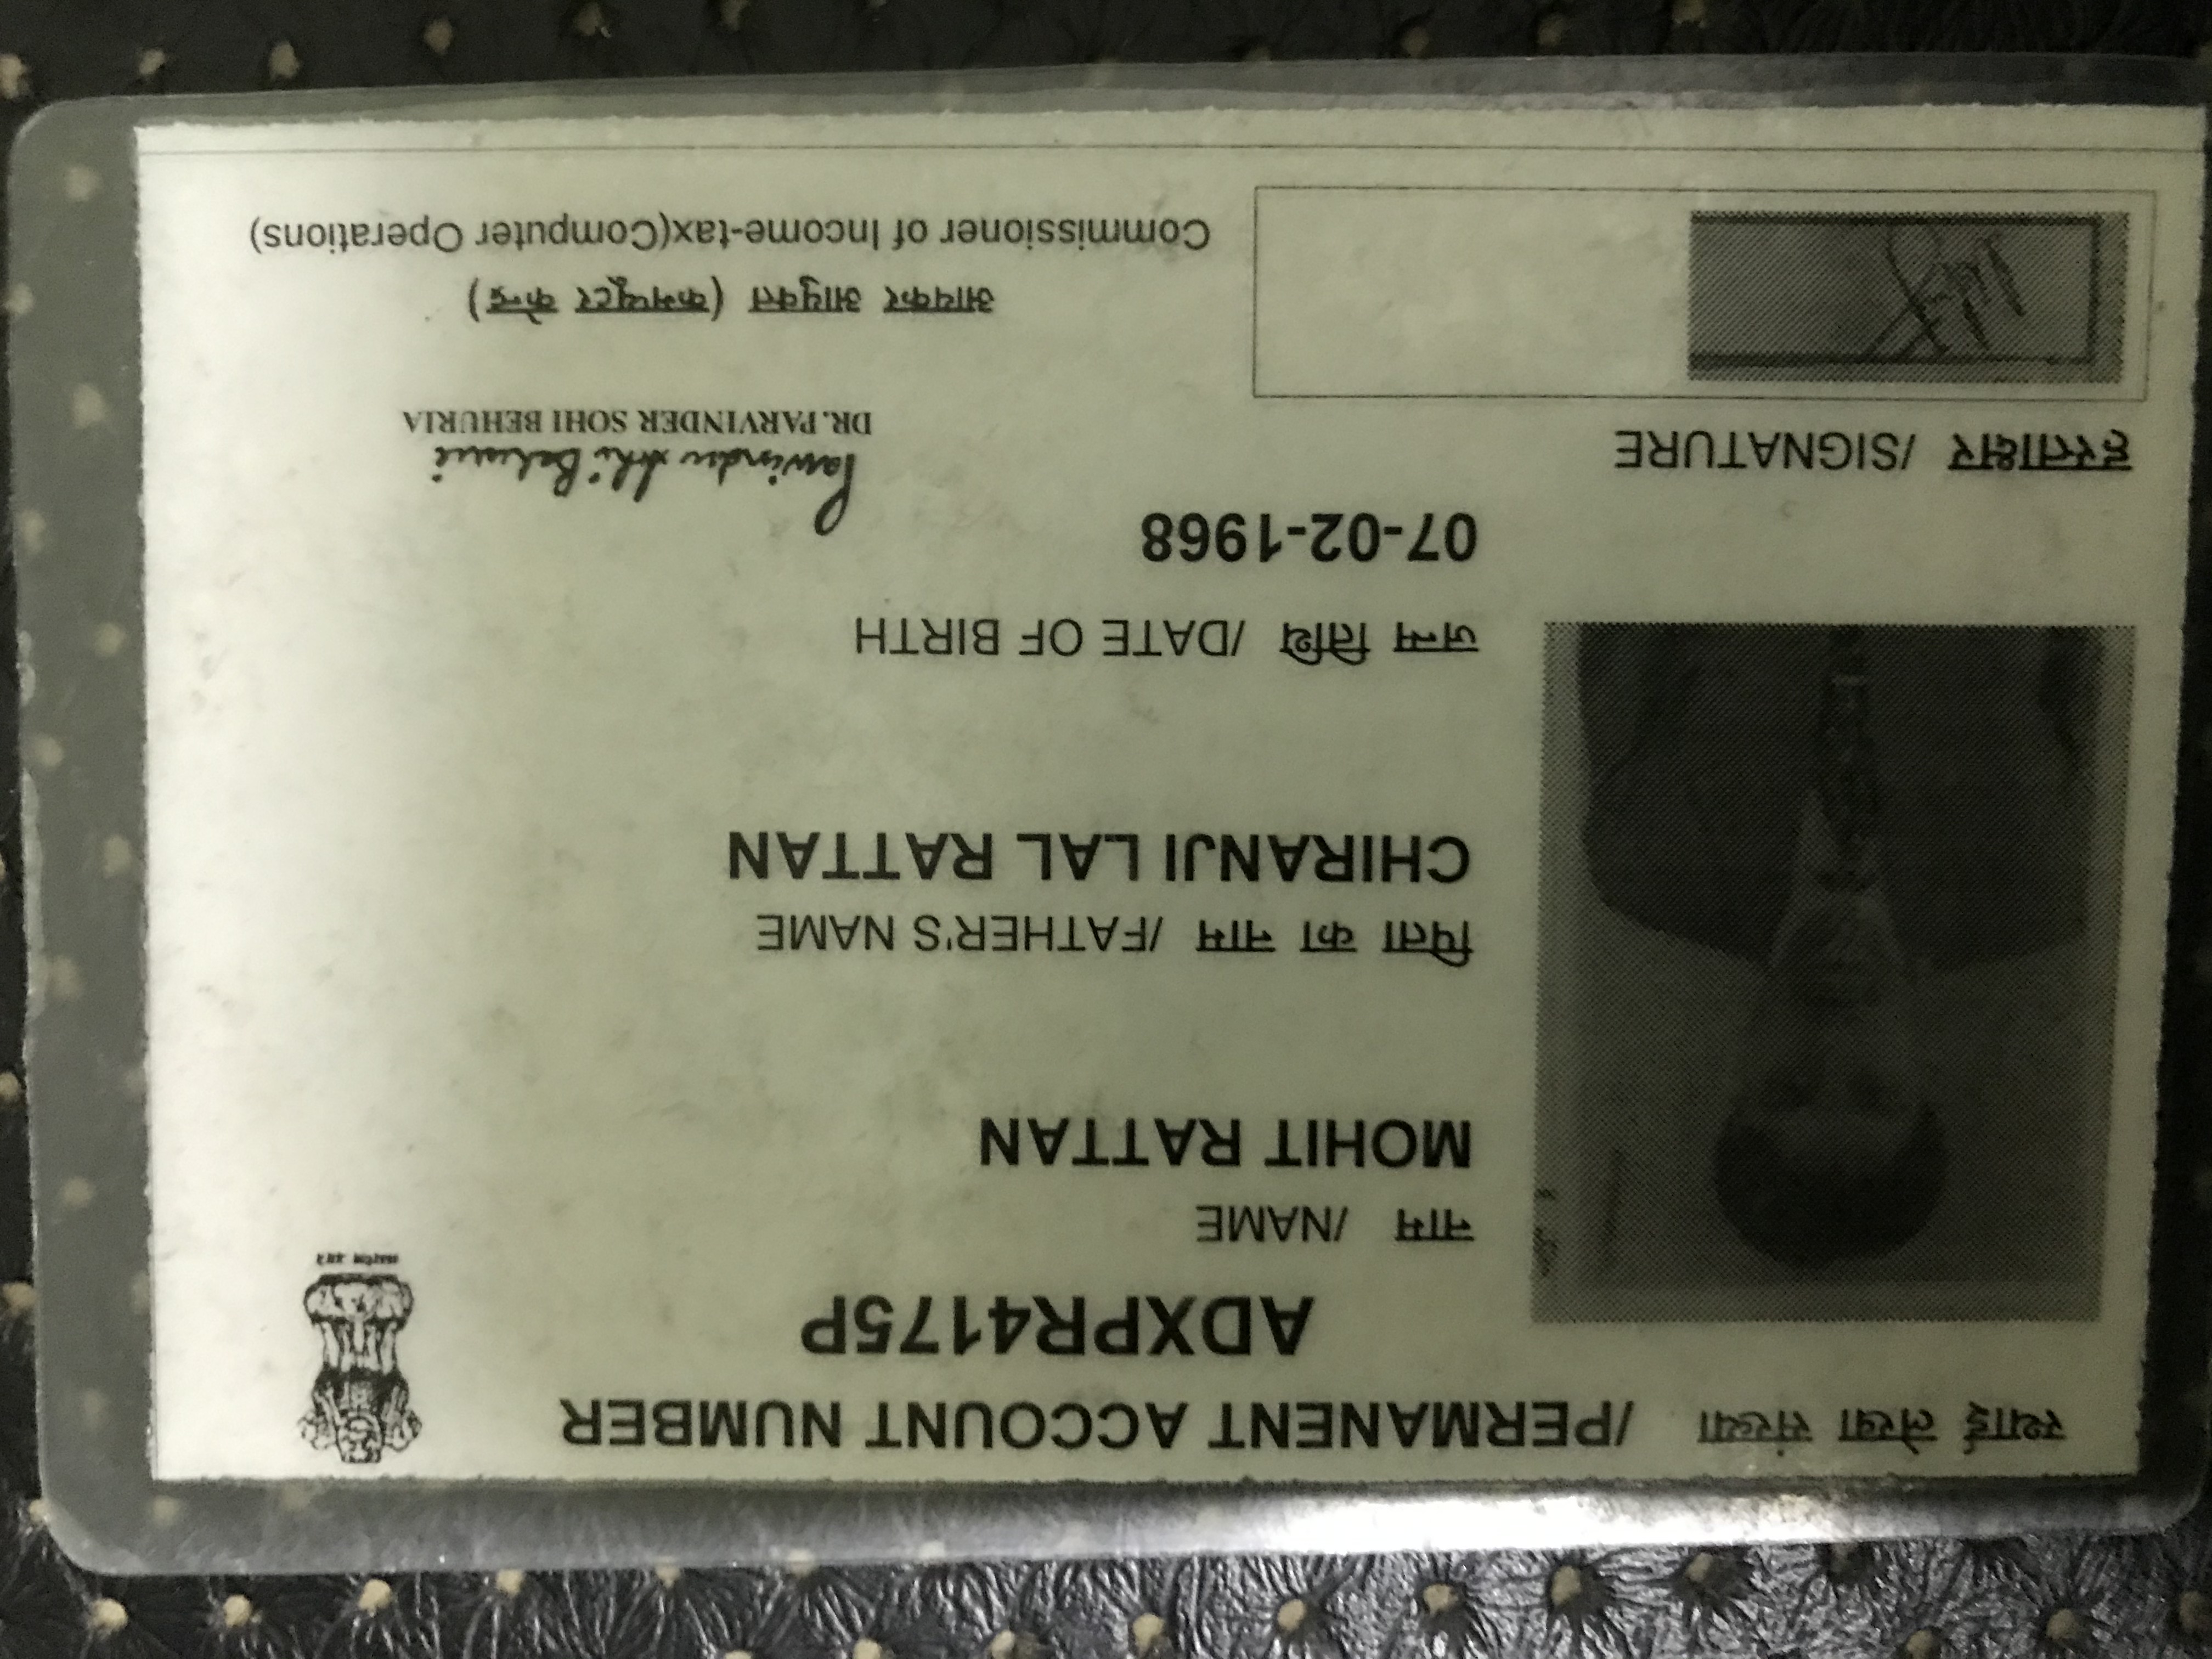 स्थाई लेखा संख्या /PERMANENT ACCOUNT NUMBER
ADXPR4175P
नाम /NAME
MOHIT RATTAN
पिता का नाम /FATHER'S NAME
CHIRANJI LAL RATTAN
जन्म तिथि /DATE OF BIRTH
07-02-1968
हस्ताक्षर /SIGNATURE
DR. PARVINDER SOHI BEHURIA
आयकर आयुक्त (कम्प्यूटर केन्द्र)
Commissioner of Income-tax(Computer Operations)